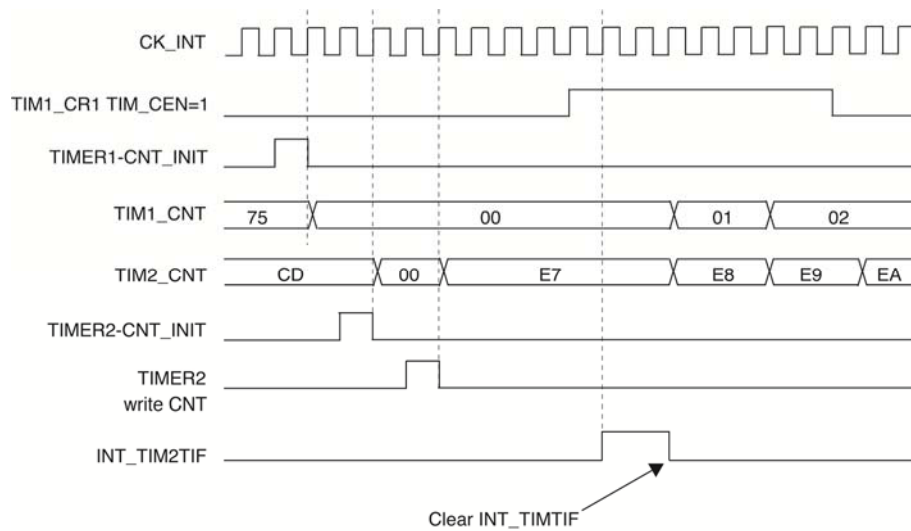 CK_INT
TIM1_CR1 TIM_CEN=1
TIMER1-CNT_INIT
TIM1_CNT
75 00 01 02
TIM2_CNT
CD 00 E7 E8 E9 EA
TIMER2-CNT_INIT
TIMER2
write CNT
INT_TIM2TIF
Clear INT_TIMTIF